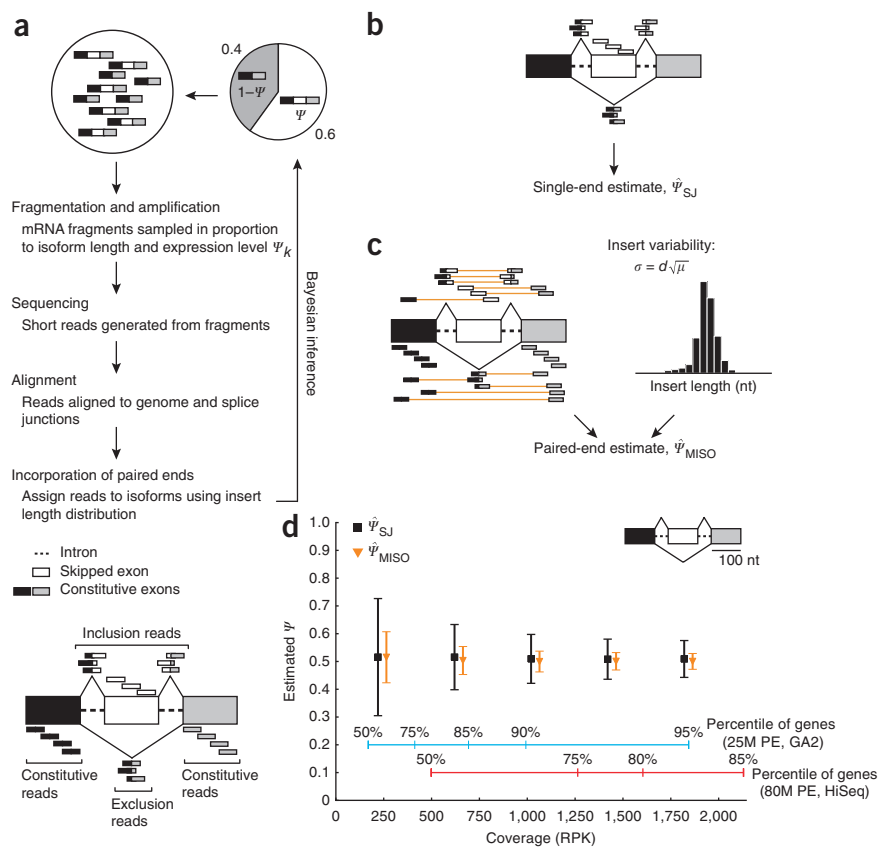 a
0.4
1–Ψ
Ψ
0.6
Fragmentation and amplification
mRNA fragments sampled in proportion
to isoform length and expression level Ψk
Sequencing
Short reads generated from fragments
Alignment
Reads aligned to genome and splice
junctions
Incorporation of paired ends
Assign reads to isoforms using insert
length distribution
Bayesian inference
Intron
Skipped exon
Constitutive exons
Inclusion reads
Constitutive
reads
Exclusion
reads
Constitutive
reads
b
Single-end estimate, Ψ̂SJ
c
Insert variability:
σ = d√μ
Insert length (nt)
Paired-end estimate, Ψ̂MISO
d
Ψ̂SJ
Ψ̂MISO
100 nt
1.0
0.9
0.8
0.7
0.6
0.5
0.4
0.3
0.2
0.1
0
Estimated Ψ
50% 75% 85% 90% 95%
Percentile of genes
(25M PE, GA2)
50% 75% 80% 85%
Percentile of genes
(80M PE, HiSeq)
250 500 750 1,000 1,250 1,500 1,750 2,000
Coverage (RPK)